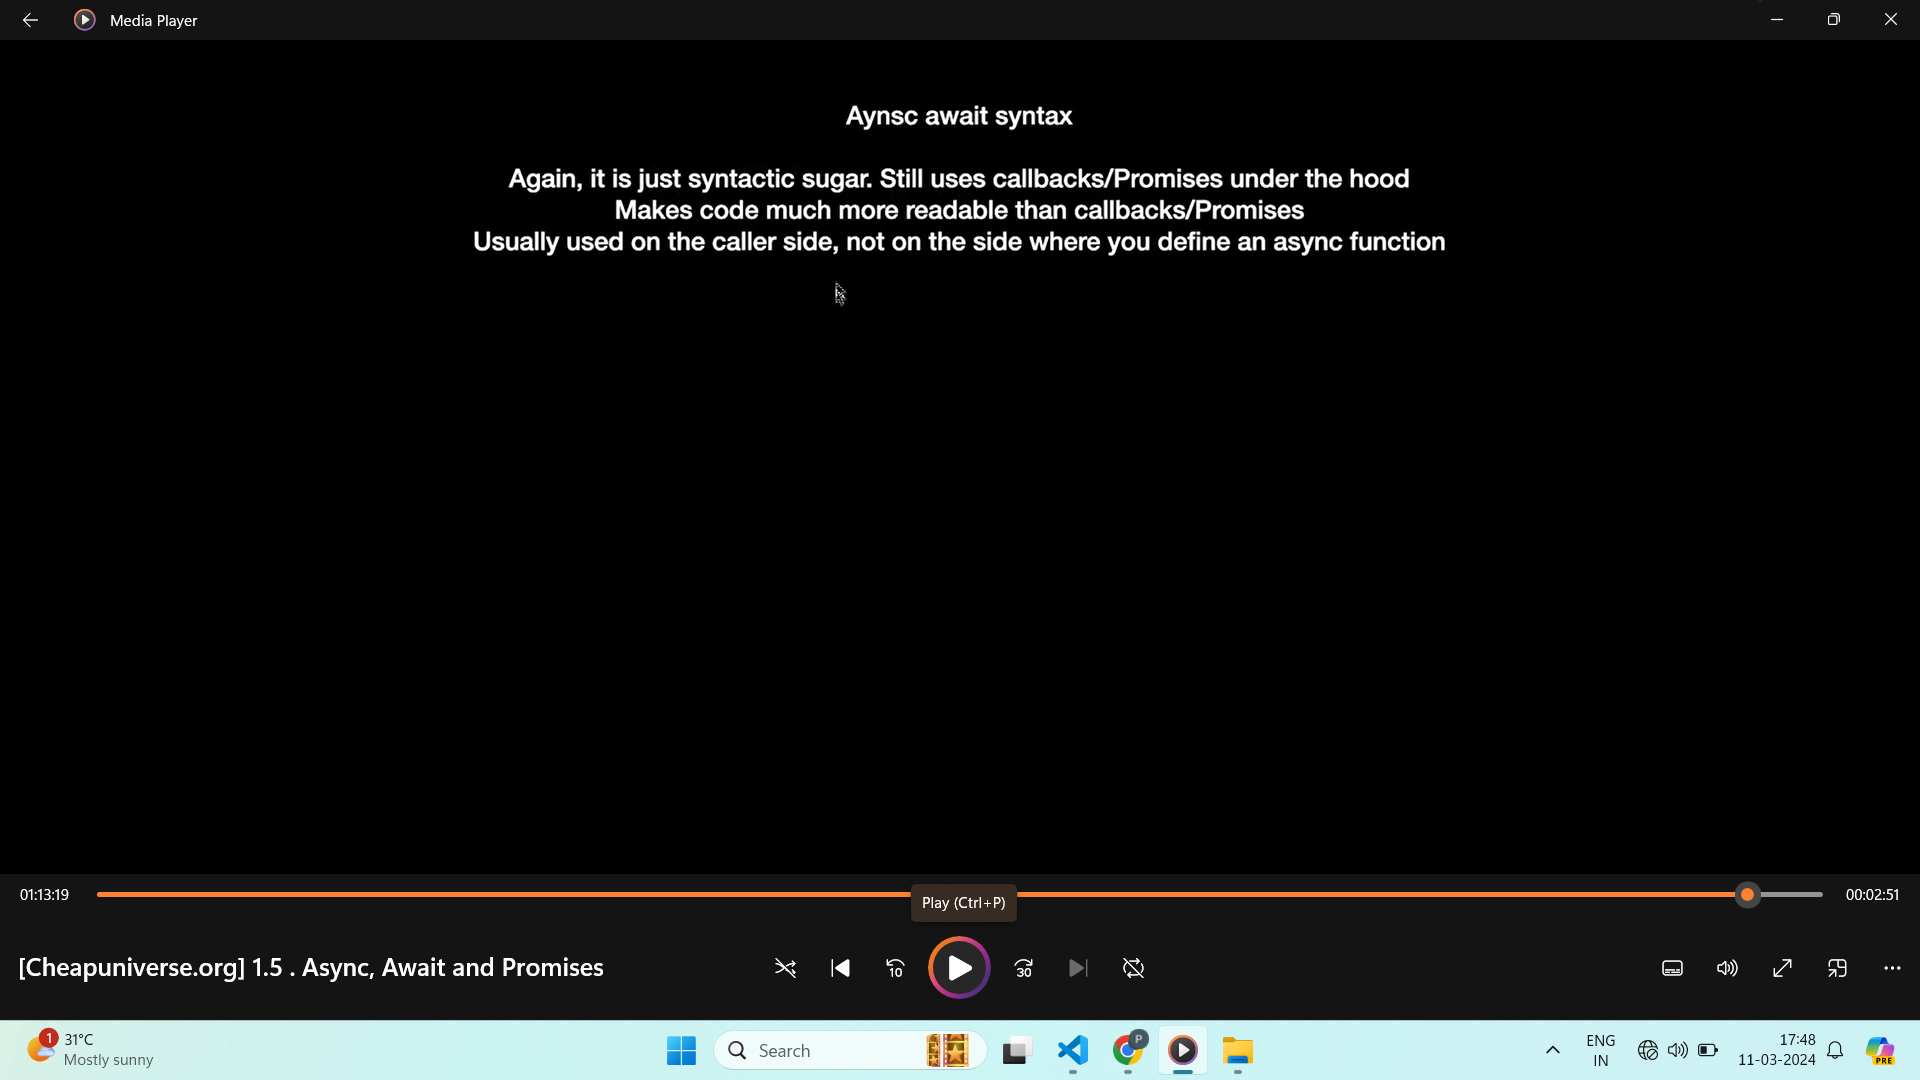 Media Player
Aynsc await syntax
Again, it is just syntactic sugar. Still uses callbacks/Promises under the hood
Makes code much more readable than callbacks/Promises
Usually used on the caller side, not on the side where you define an async function
01:13:19
00:02:51
Play (Ctrl+P)
[Cheapuniverse.org] 1.5 . Async, Await and Promises
10
30
1
31°C
Mostly sunny
Search
P
ENG
IN
17:48
11-03-2024
PRE